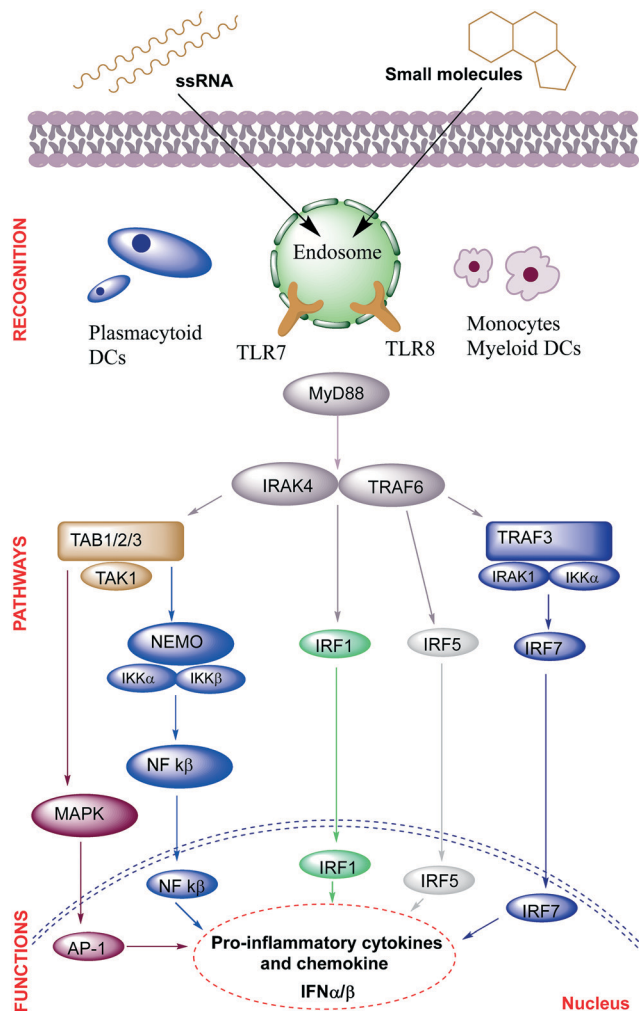 ssRNA
Small molecules
RECOGNITION
Endosome
Plasmacytoid
DCs
TLR7
TLR8
Monocytes
Myeloid DCs
MyD88
IRAK4
TRAF6
PATHWAYS
TAB1/2/3
TAK1
TRAF3
IRAK1
IKKα
NEMO
IKKα
IKKβ
IRF1
IRF5
IRF7
NF kβ
MAPK
FUNCTIONS
NF kβ
IRF1
IRF5
IRF7
AP-1
Pro-inflammatory cytokines
and chemokine
IFNα/β
Nucleus